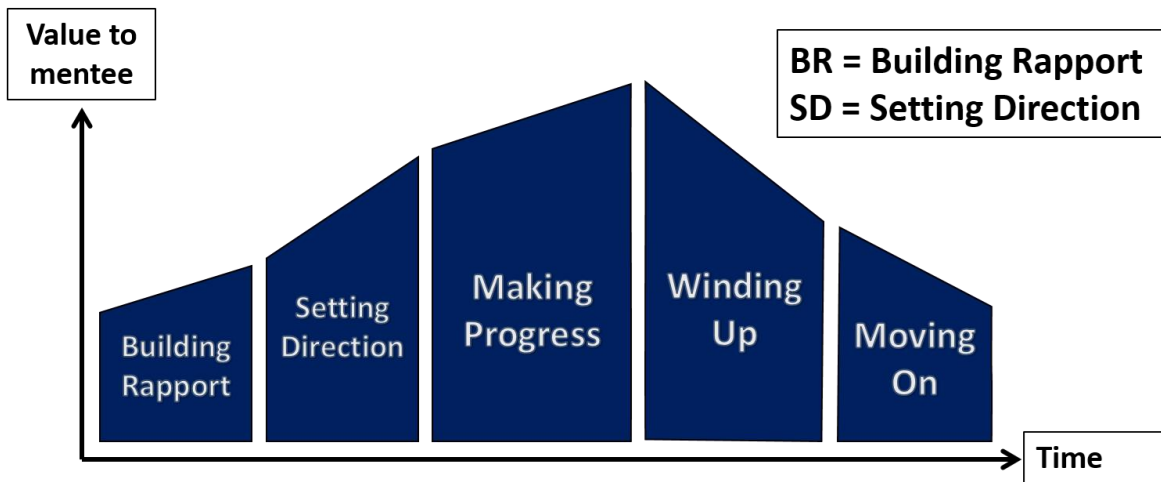 Value to
mentee
BR = Building Rapport
SD = Setting Direction
Building
Rapport
Setting
Direction
Making
Progress
Winding
Up
Moving
On
Time